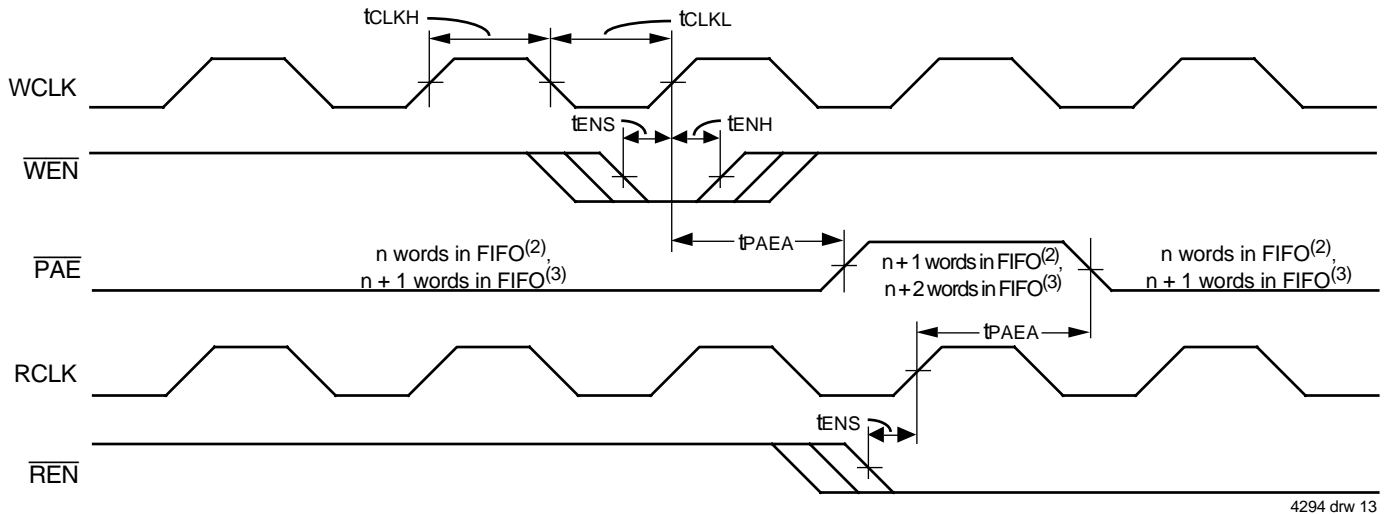 tCLKH
tCLKL
WCLK
tENS
tENH
WEN
tPAEA
PAE
n words in FIFO(2),
n + 1 words in FIFO(3)
n + 1 words in FIFO(2),
n + 2 words in FIFO(3)
n words in FIFO(2),
n + 1 words in FIFO(3)
tPAEA
RCLK
tENS
REN
4294 drw 13